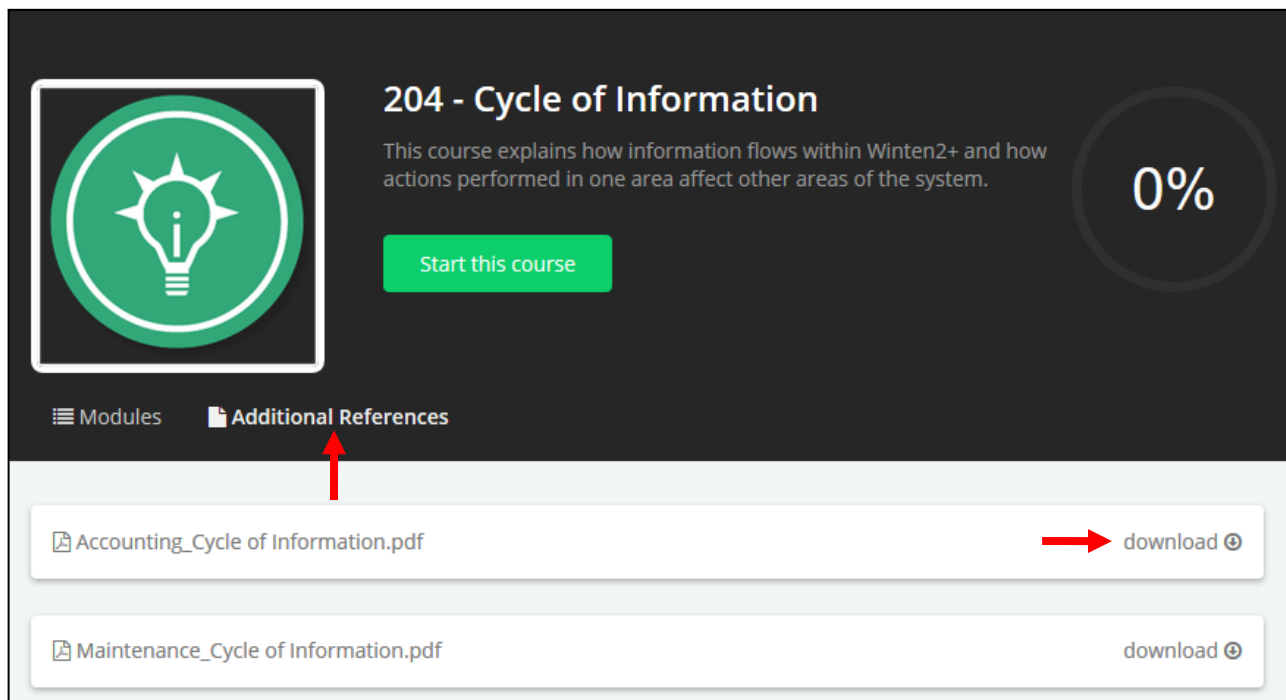 204 - Cycle of Information
This course explains how information flows within Winten2+ and how
actions performed in one area affect other areas of the system.
0%
Start this course
i
Modules
Additional References
Accounting_Cycle of Information.pdf
download
Maintenance_Cycle of Information.pdf
download